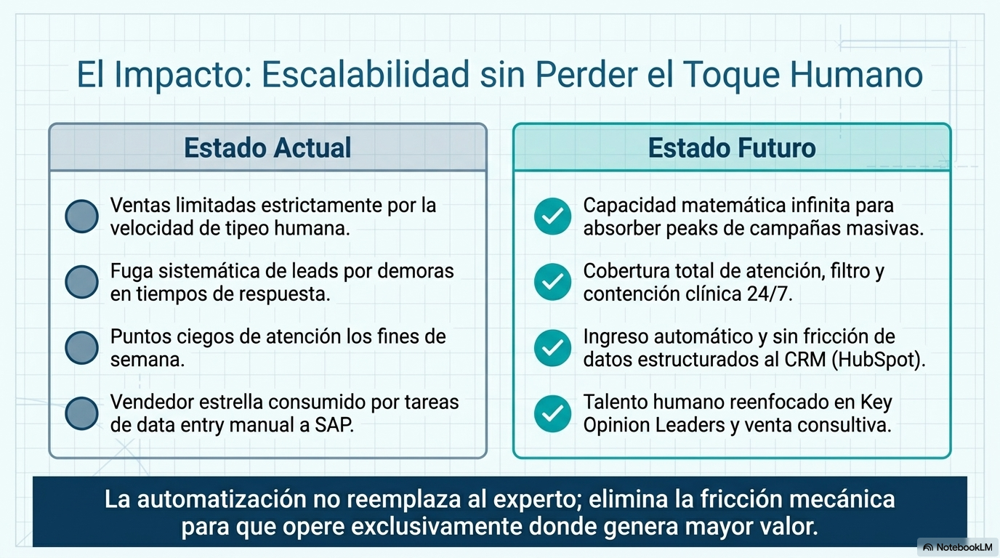 El Impacto: Escalabilidad sin Perder el Toque Humano
Estado Actual
Ventas limitadas estrictamente por la
velocidad de tipeo humana.
Fuga sistemática de leads por demoras
en tiempos de respuesta.
Puntos ciegos de atención los fines de
semana.
Vendedor estrella consumido por tareas
de data entry manual a SAP.
Estado Futuro
Capacidad matemática infinita para
absorber peaks de campañas masivas.
Cobertura total de atención, filtro y
contención clínica 24/7.
Ingreso automático y sin fricción de
datos estructurados al CRM (HubSpot).
Talento humano reenfocado en Key
Opinion Leaders y venta consultiva.
La automatización no reemplaza al experto; elimina la fricción mecánica
para que opere exclusivamente donde genera mayor valor.
NotebookLM